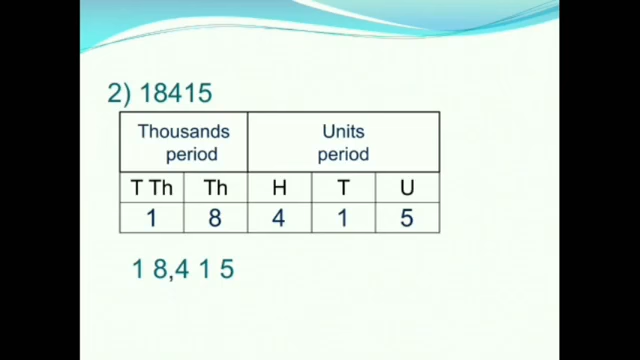 2) 18415
Thousands period Units period
T Th Th H T U
1 8 4 1 5
1 8,4 1 5